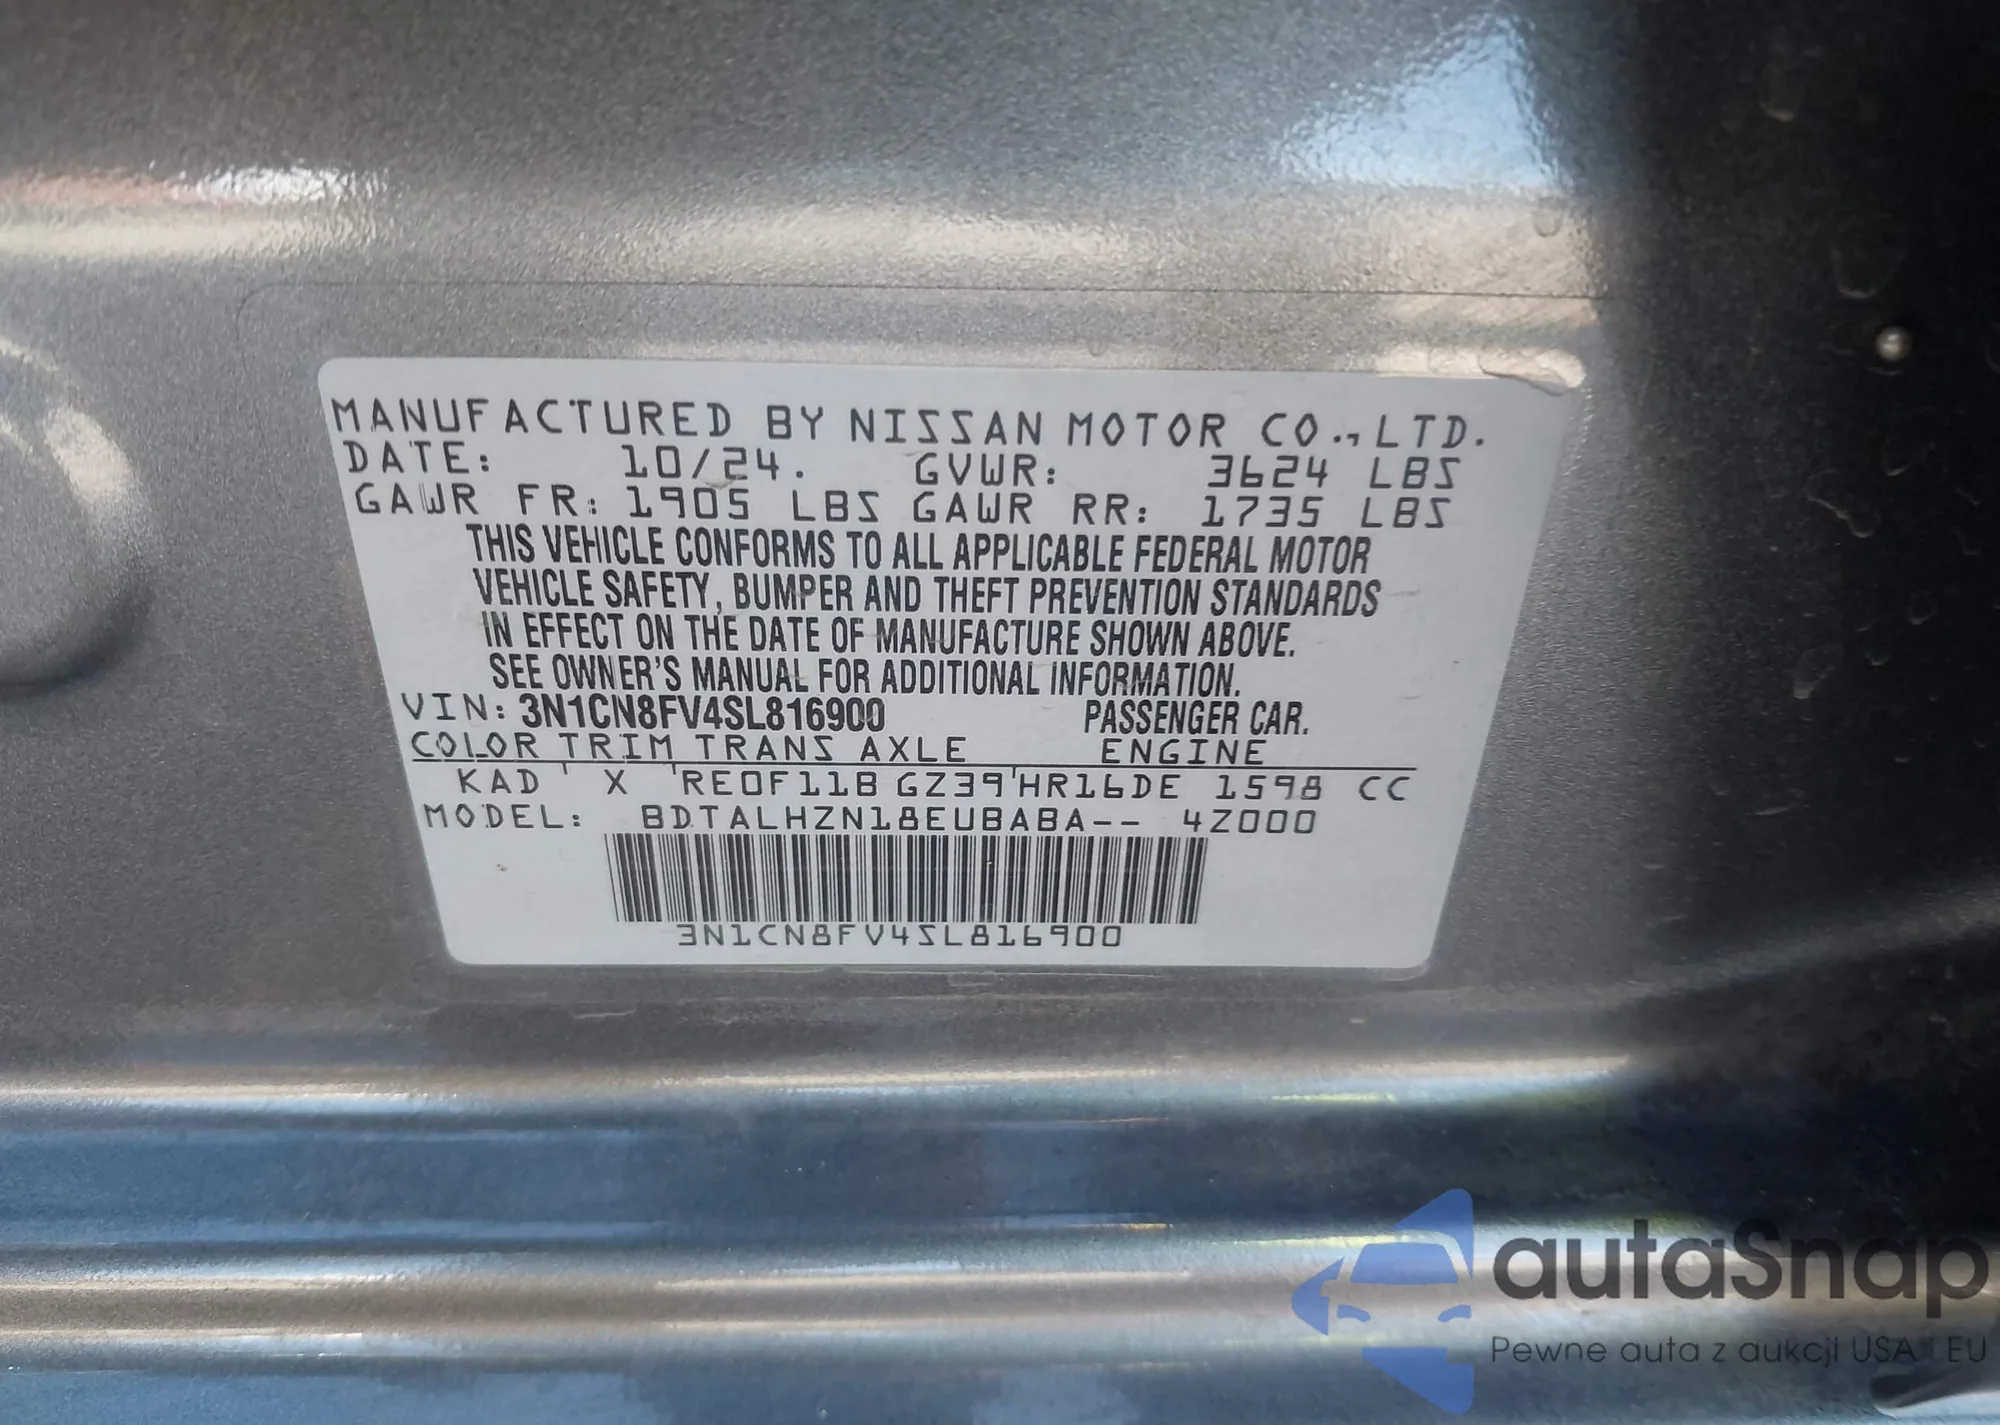 MANUFACTURED BY NISSAN MOTOR CO., LTD.
DATE: 10/24. GVWR: 3624 LBS
GAWR FR: 1905 LBS GAWR RR: 1735 LBS
THIS VEHICLE CONFORMS TO ALL APPLICABLE FEDERAL MOTOR
VEHICLE SAFETY, BUMPER AND THEFT PREVENTION STANDARDS
IN EFFECT ON THE DATE OF MANUFACTURE SHOWN ABOVE.
SEE OWNER'S MANUAL FOR ADDITIONAL INFORMATION.
VIN: 3N1CN8FV4SL816900 PASSENGER CAR.
COLOR TRIM TRANS AXLE ENGINE
KAD X RE0F11B GZ39 HR16DE 1598 CC
MODEL: BDTALHZN18EUBABA-- 4Z000
3N1CN8FV4SL816900
autaSnap
Pewne auta z aukcji USA i EU